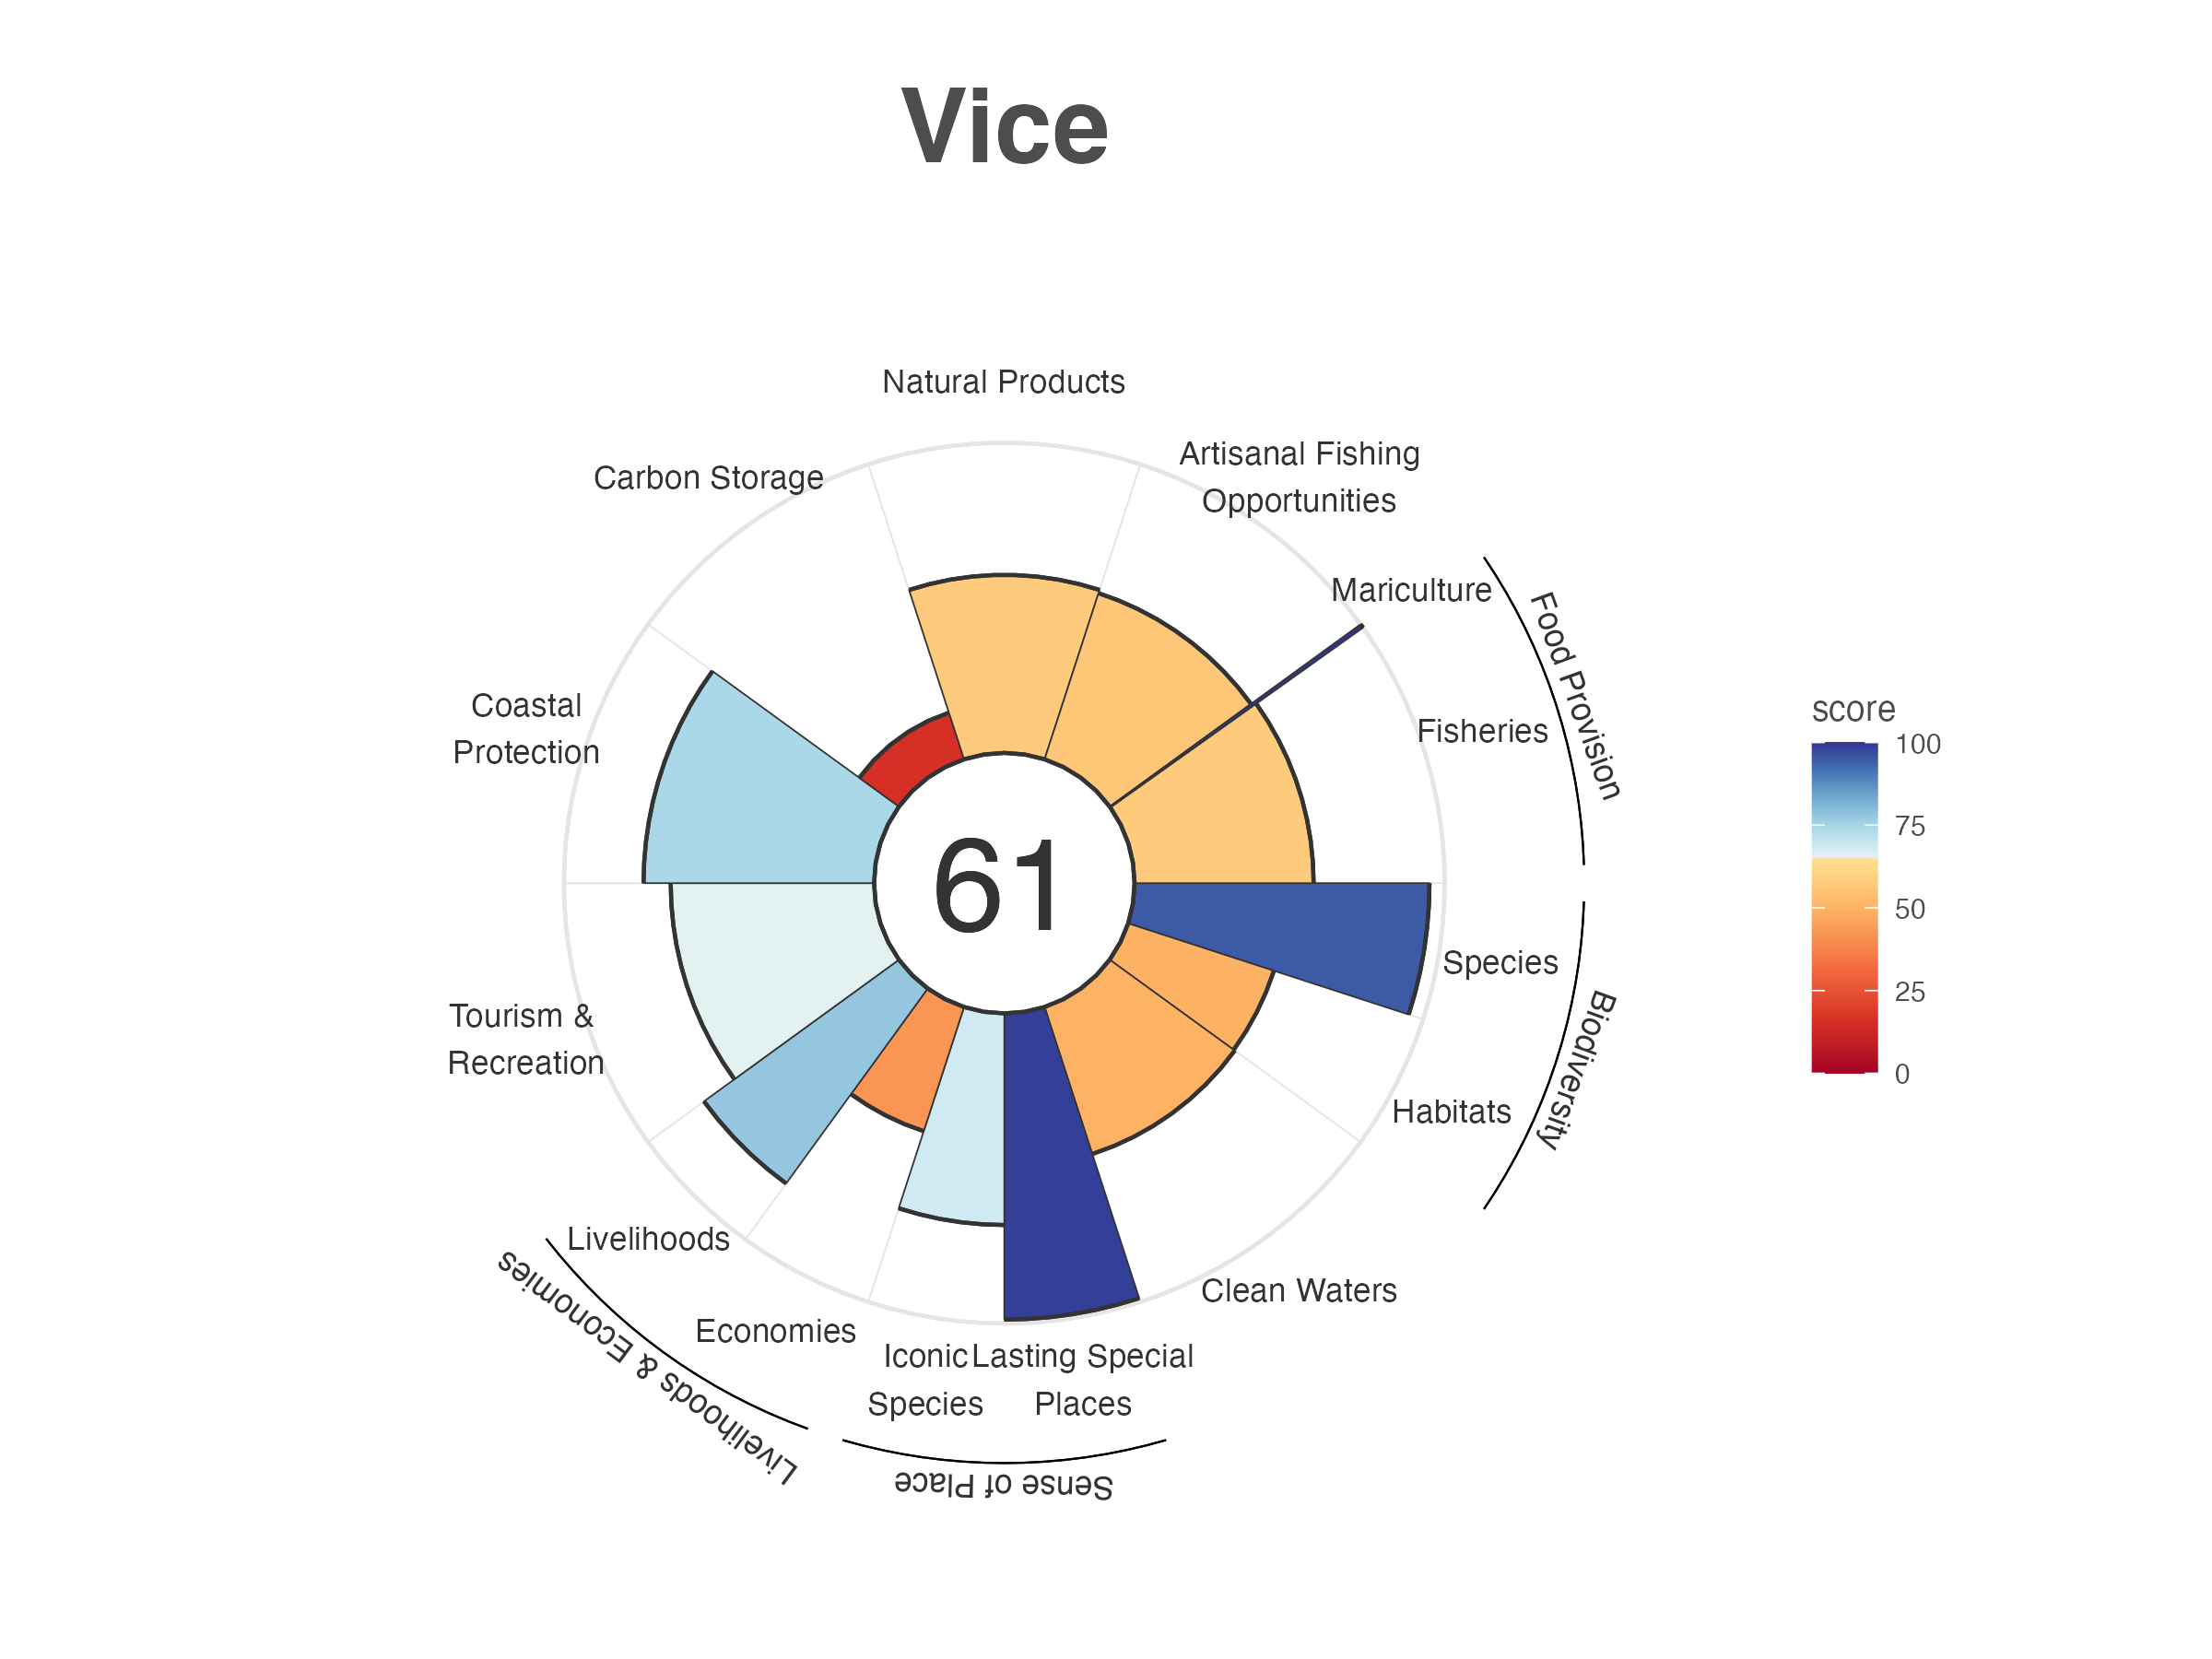 Vice
Natural Products
Artisanal Fishing
Opportunities
Carbon Storage
Mariculture
Food Provision
Fisheries
Coastal
Protection
score
100
75
50
25
0
61
Species
Biodiversity
Habitats
Tourism &
Recreation
Livelihoods
Livelihoods & Economies
Clean Waters
Economies
Iconic
Species
Lasting Special
Places
Sense of Place